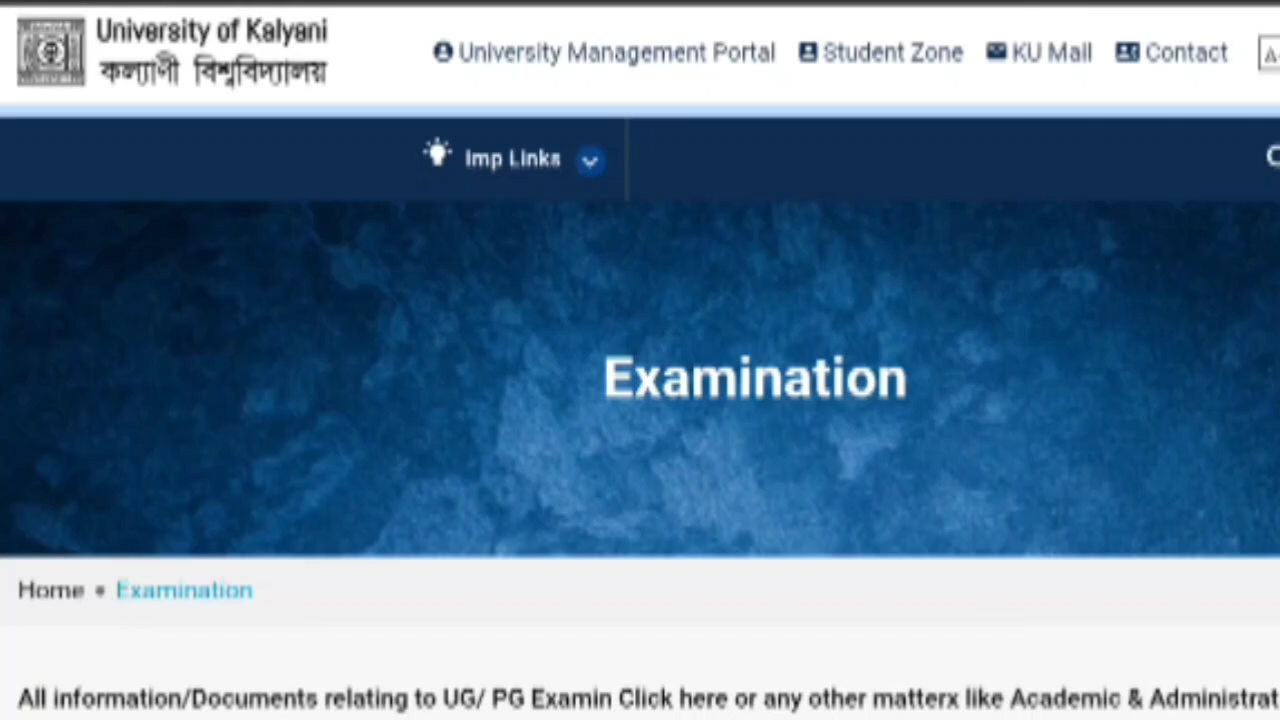 University of Kalyani
কল্যাণী বিশ্ববিদ্যালয়
University Management Portal Student Zone KU Mail Contact A
Imp Links
Examination
Home • Examination
All information/Documents relating to UG/ PG Examin Click here or any other matterx like Academic & Administrat